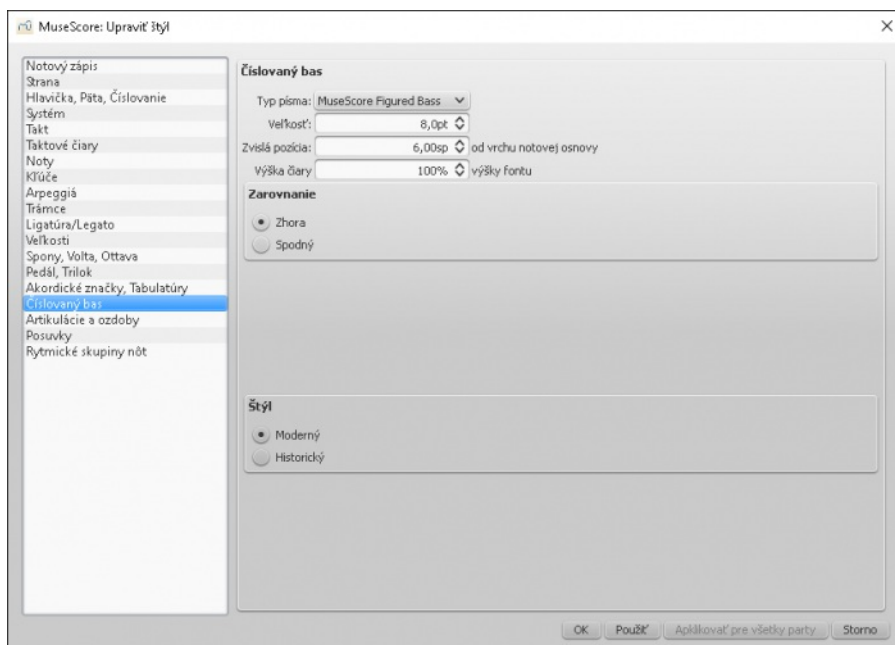 MuseScore: Upraviť štýl
Notový zápis
Strana
Hlavička, Päta, Číslovanie
Systém
Takt
Taktové čiary
Noty
Kľúče
Arpeggiá
Trámce
Ligatúra/Legato
Veľkosti
Spony, Volta, Ottava
Pedál, Trilok
Akordické značky, Tabulatúry
Číslovaný bas
Artikulácie a ozdoby
Posuvky
Rytmické skupiny nôt
Číslovaný bas
Typ písma: MuseScore Figured Bass
Veľkosť: 8,0pt
Zvislá pozícia: 6,00sp od vrchu notovej osnovy
Výška čiary 100% výšky fontu
Zarovnanie
Zhora
Spodný
Štýl
Moderný
Historický
OK Použiť Aplikovať pre všetky party Storno